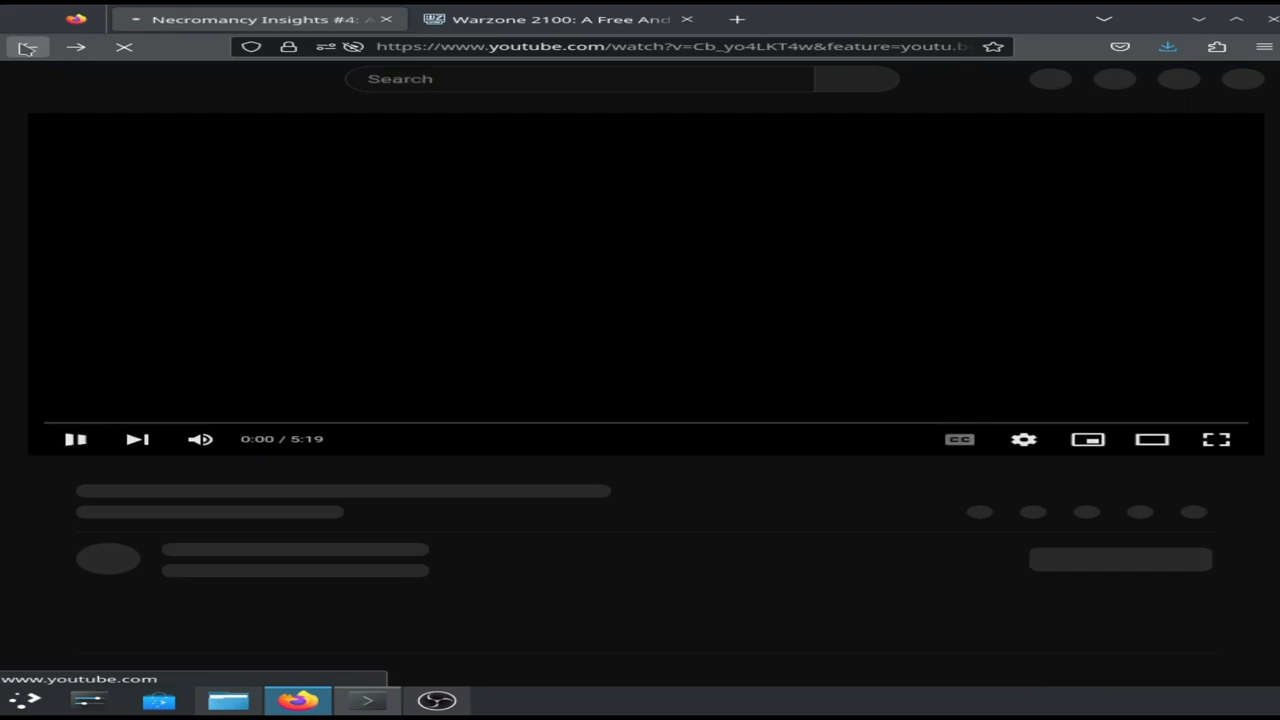 Necromancy Insights #4: A
Warzone 2100: A Free And
https://www.youtube.com/watch?v=Cb_yo4LKT4w&feature=youtu.b
Search
0:00 / 5:19
CC
www.youtube.com